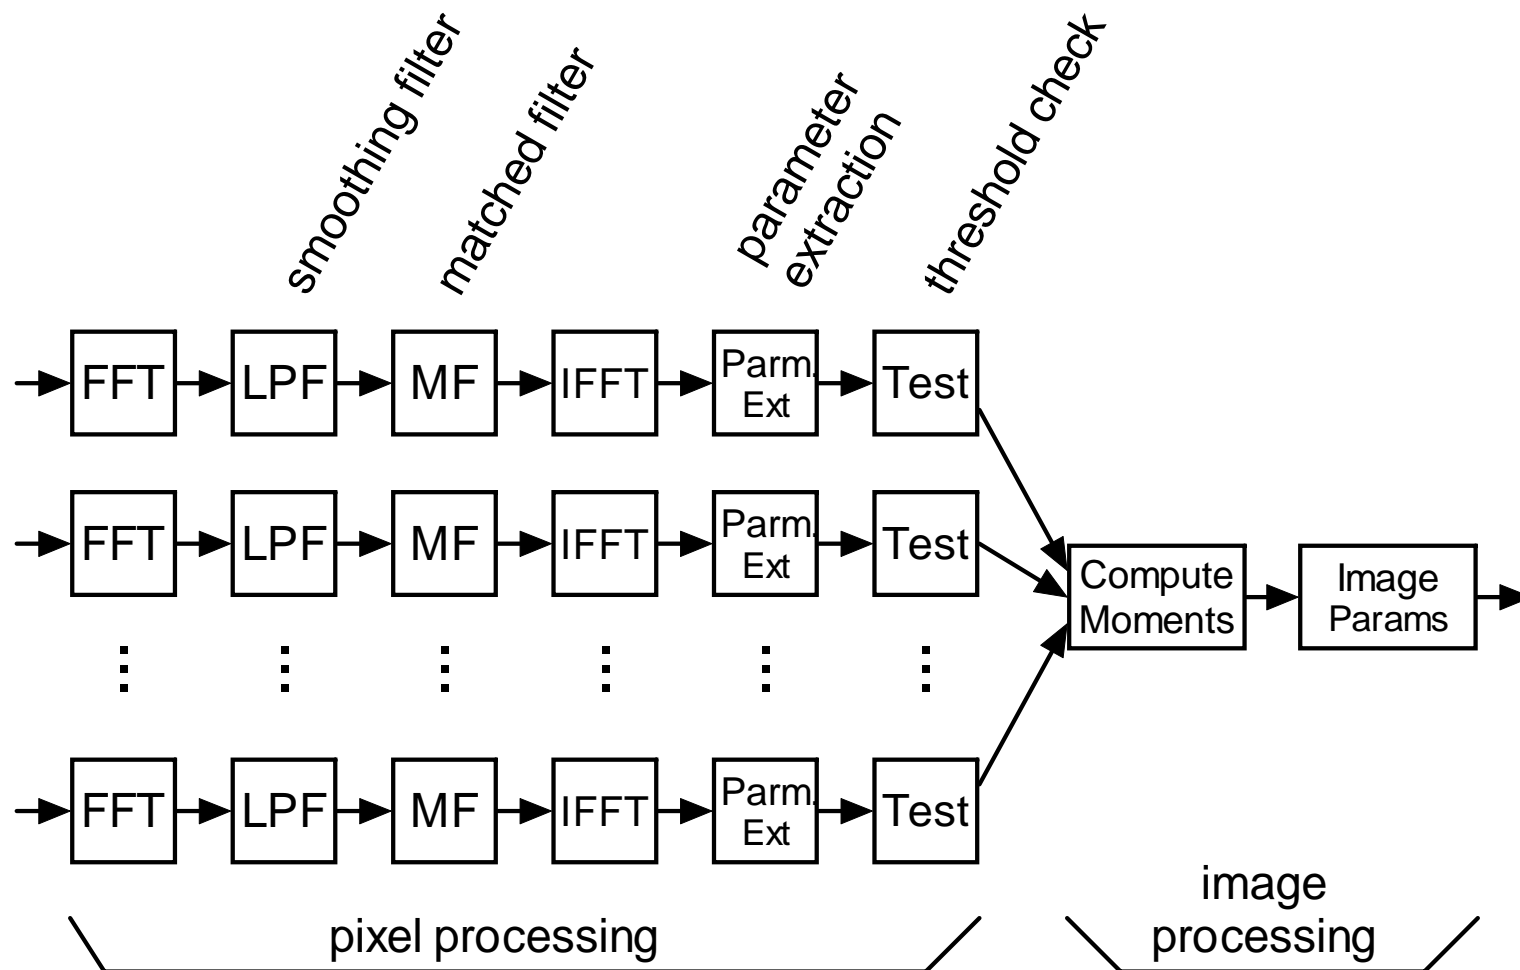 smoothing filter
matched filter
parameter
extraction
threshold check
FFT
LPF
MF
IFFT
Parm.
Ext
Test
FFT
LPF
MF
IFFT
Parm.
Ext
Test
Compute
Moments
Image
Params
FFT
LPF
MF
IFFT
Parm.
Ext
Test
pixel processing
image
processing